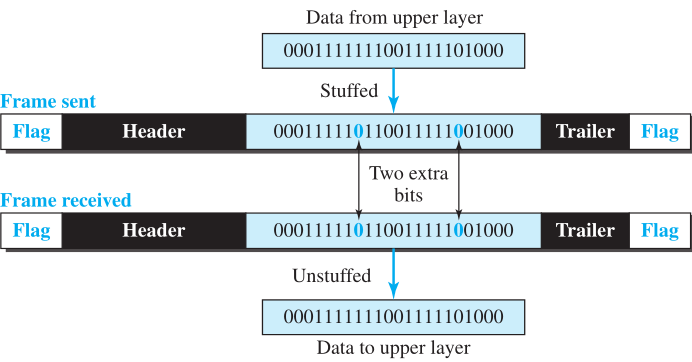 Data from upper layer
0001111111001111101000
Stuffed
Frame sent
Flag Header 000111110110011111001000 Trailer Flag
Two extra
bits
Frame received
Flag Header 000111110110011111001000 Trailer Flag
Unstuffed
0001111111001111101000
Data to upper layer